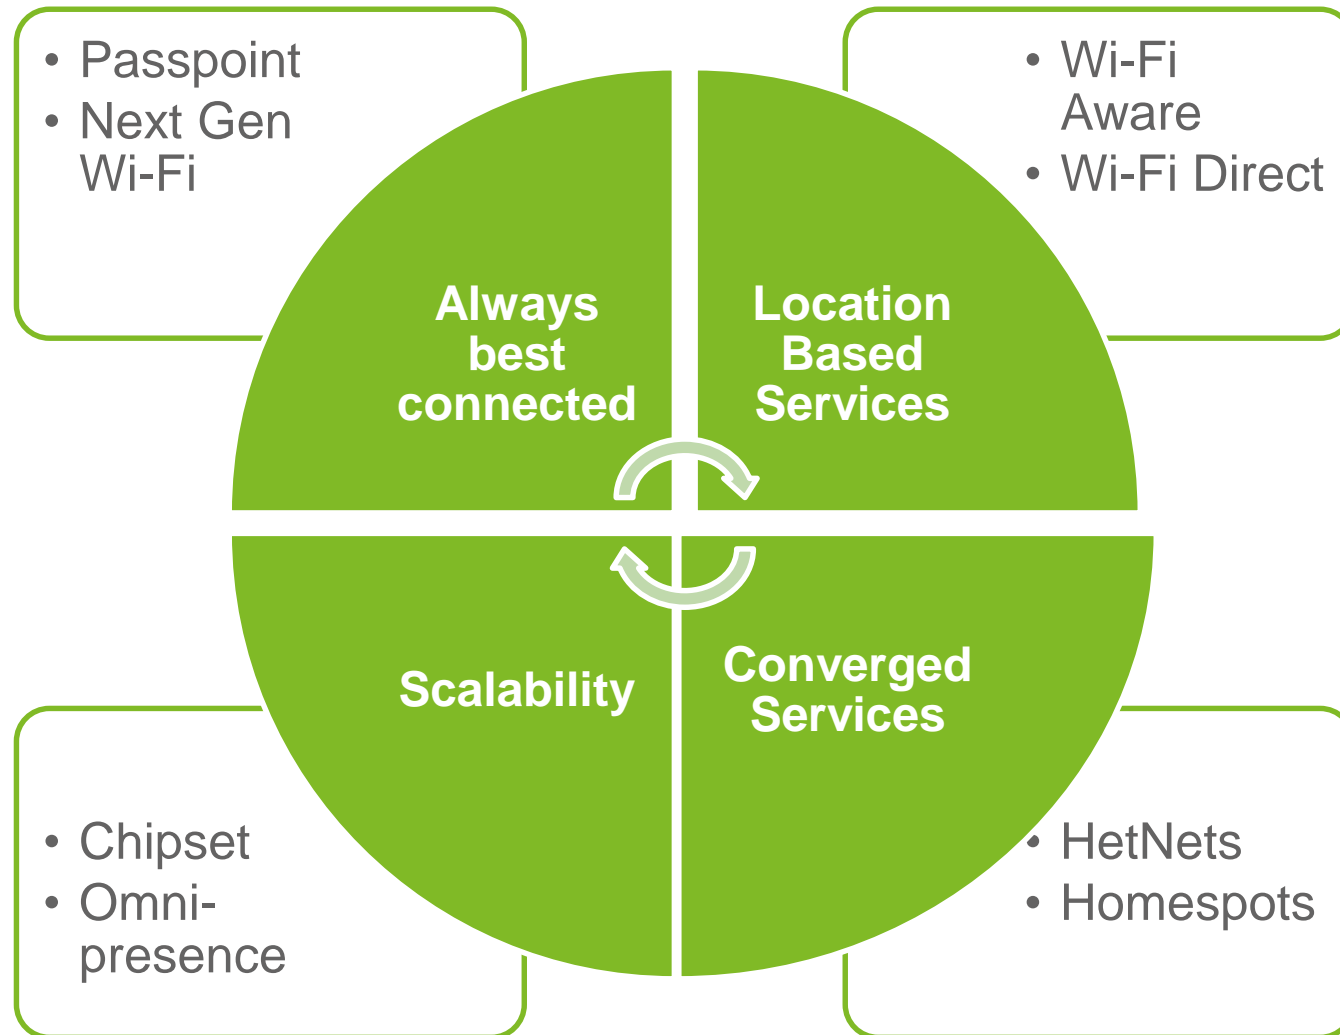 • Passpoint
• Next Gen
Wi-Fi
• Wi-Fi
Aware
• Wi-Fi Direct
Always
best
connected
Location
Based
Services
Scalability
Converged
Services
• Chipset
• Omni-
presence
• HetNets
• Homespots